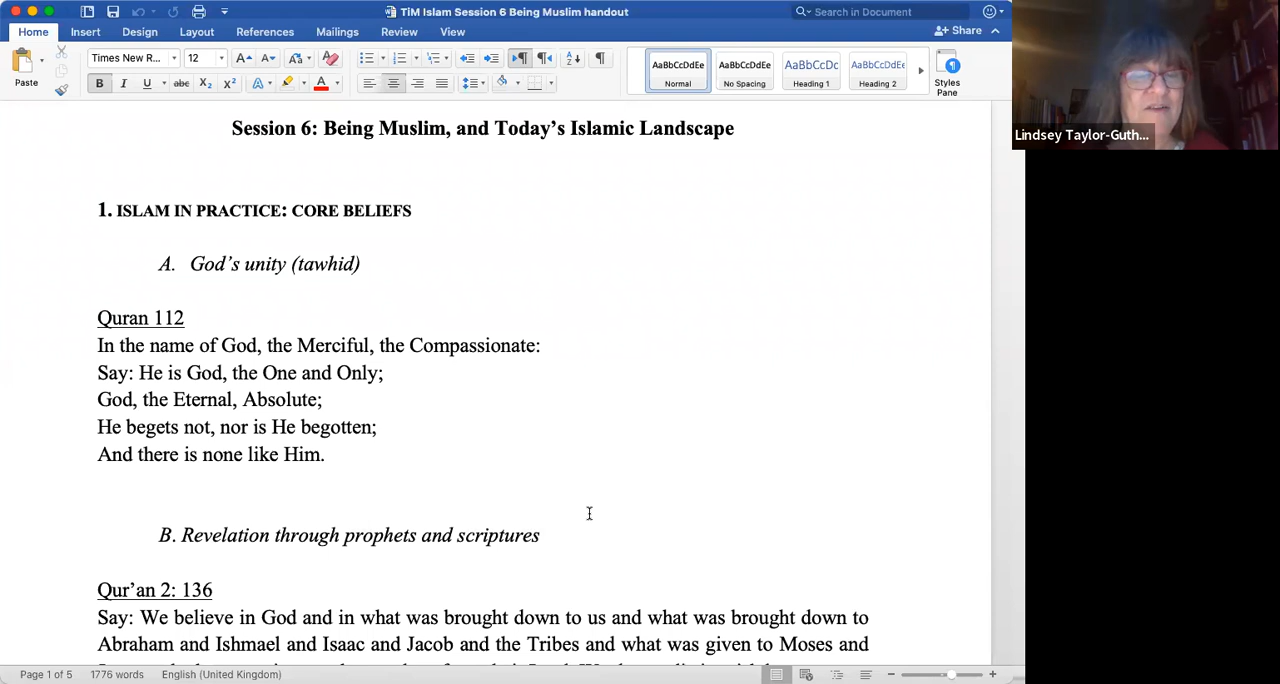 TiM Islam Session 6 Being Muslim handout
Search in Document
Home Insert Design Layout References Mailings Review View
Share
Paste
Times New R...
12
B I U abc X₂ X² A A
AaBbCcDdEe AaBbCcDdEe AaBbCcDc AaBbCcDdEe
Normal No Spacing Heading 1 Heading 2
Styles Pane
Lindsey Taylor-Guth...
Session 6: Being Muslim, and Today's Islamic Landscape
1. ISLAM IN PRACTICE: CORE BELIEFS
A. God's unity (tawhid)
Quran 112
In the name of God, the Merciful, the Compassionate:
Say: He is God, the One and Only;
God, the Eternal, Absolute;
He begets not, nor is He begotten;
And there is none like Him.
B. Revelation through prophets and scriptures
Qur'an 2: 136
Say: We believe in God and in what was brought down to us and what was brought down to
Abraham and Ishmael and Isaac and Jacob and the Tribes and what was given to Moses and
Page 1 of 5 1776 words English (United Kingdom)